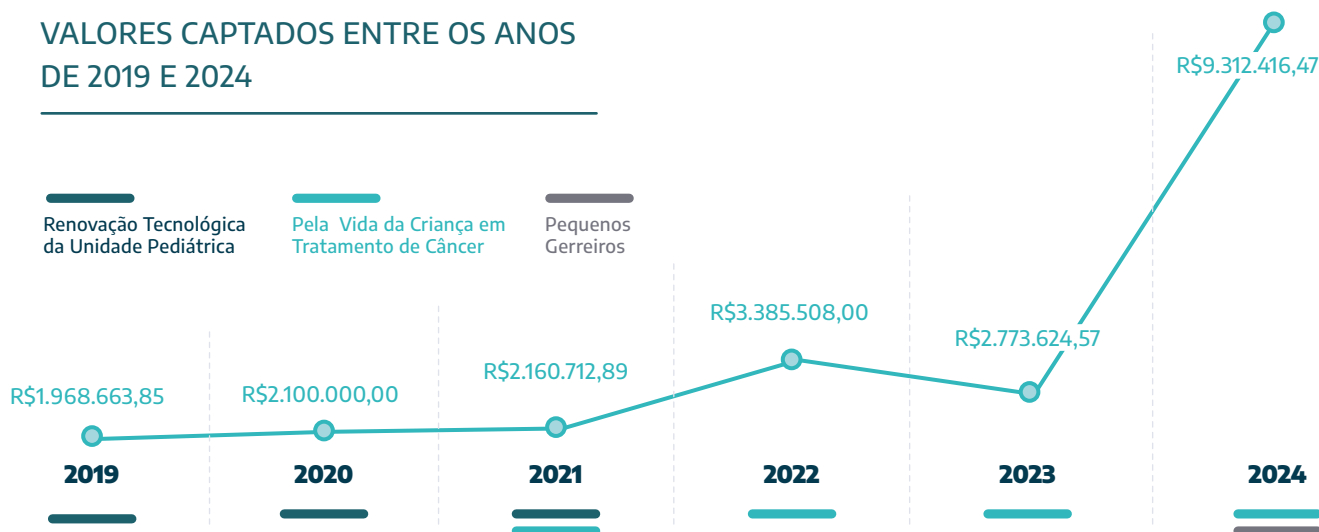 VALORES CAPTADOS ENTRE OS ANOS
DE 2019 E 2024
Renovação Tecnológica
da Unidade Pediátrica
Pela Vida da Criança em
Tratamento de Câncer
Pequenos
Gerreiros
R$1.968.663,85
R$2.100.000,00
R$2.160.712,89
R$3.385.508,00
R$2.773.624,57
R$9.312.416,47
2019
2020
2021
2022
2023
2024